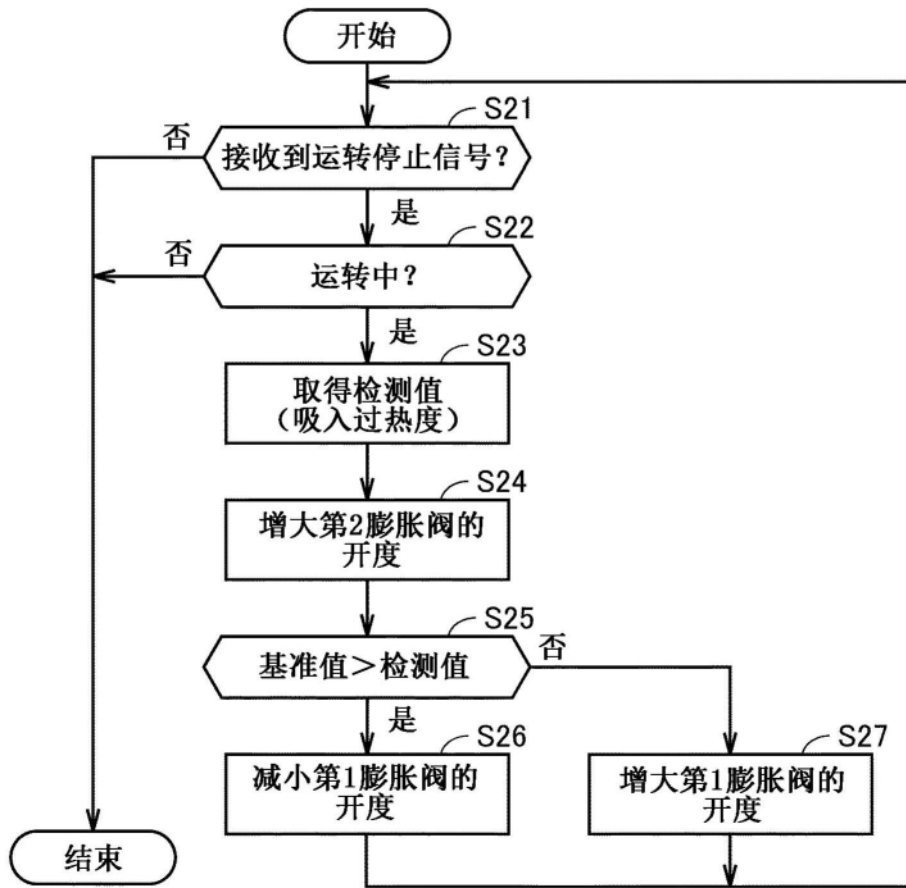 开始
S21
否
接收到运转停止信号？
是
S22
否
运转中？
是
S23
取得检测值
（吸入过热度）
S24
增大第2膨胀阀的
开度
S25
基准值＞检测值
否
是
S26
减小第1膨胀阀的
开度
S27
增大第1膨胀阀的
开度
结束